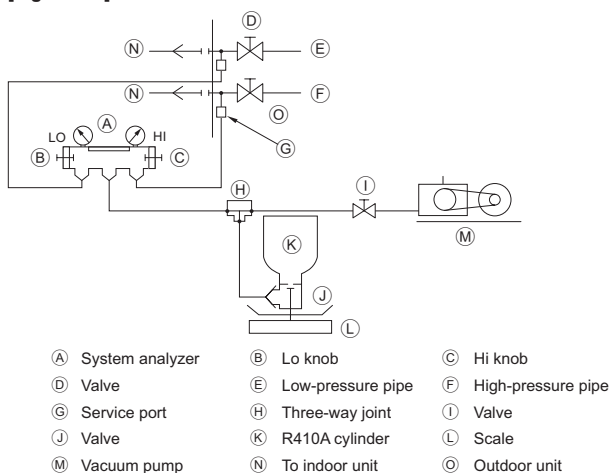 Ⓓ
Ⓝ Ⓔ
Ⓝ Ⓕ
Ⓐ Ⓞ
LO HI
Ⓑ Ⓒ Ⓖ
Ⓗ Ⓘ
Ⓚ Ⓜ
Ⓙ
Ⓛ
Ⓐ System analyzer Ⓑ Lo knob Ⓒ Hi knob
Ⓓ Valve Ⓔ Low-pressure pipe Ⓕ High-pressure pipe
Ⓖ Service port Ⓗ Three-way joint Ⓘ Valve
Ⓙ Valve Ⓚ R410A cylinder Ⓛ Scale
Ⓜ Vacuum pump Ⓝ To indoor unit Ⓞ Outdoor unit